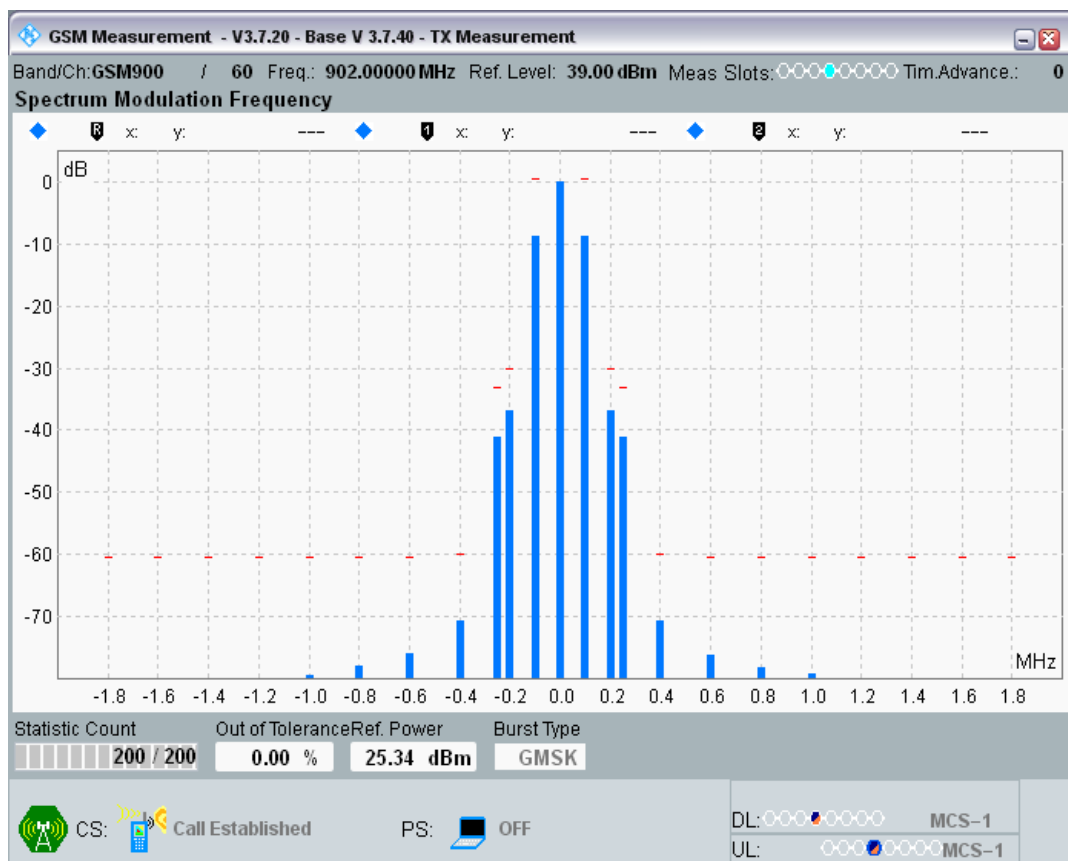 GSM Measurement - V3.7.20 - Base V 3.7.40 - TX Measurement
Band/Ch:GSM900 / 60 Freq.: 902.00000 MHz Ref. Level: 39.00 dBm Meas Slots: Tim.Advance.: 0
Spectrum Modulation Frequency
R x: y: --- 1 x: y: --- 2 x: y: ---
dB
0
-10
-20
-30
-40
-50
-60
-70
MHz
-1.8 -1.6 -1.4 -1.2 -1.0 -0.8 -0.6 -0.4 -0.2 0.0 0.2 0.4 0.6 0.8 1.0 1.2 1.4 1.6 1.8
Statistic Count Out of Tolerance Ref. Power Burst Type
200 / 200 0.00 % 25.34 dBm GMSK
CS: Call Established PS: OFF
DL: MCS-1
UL: MCS-1